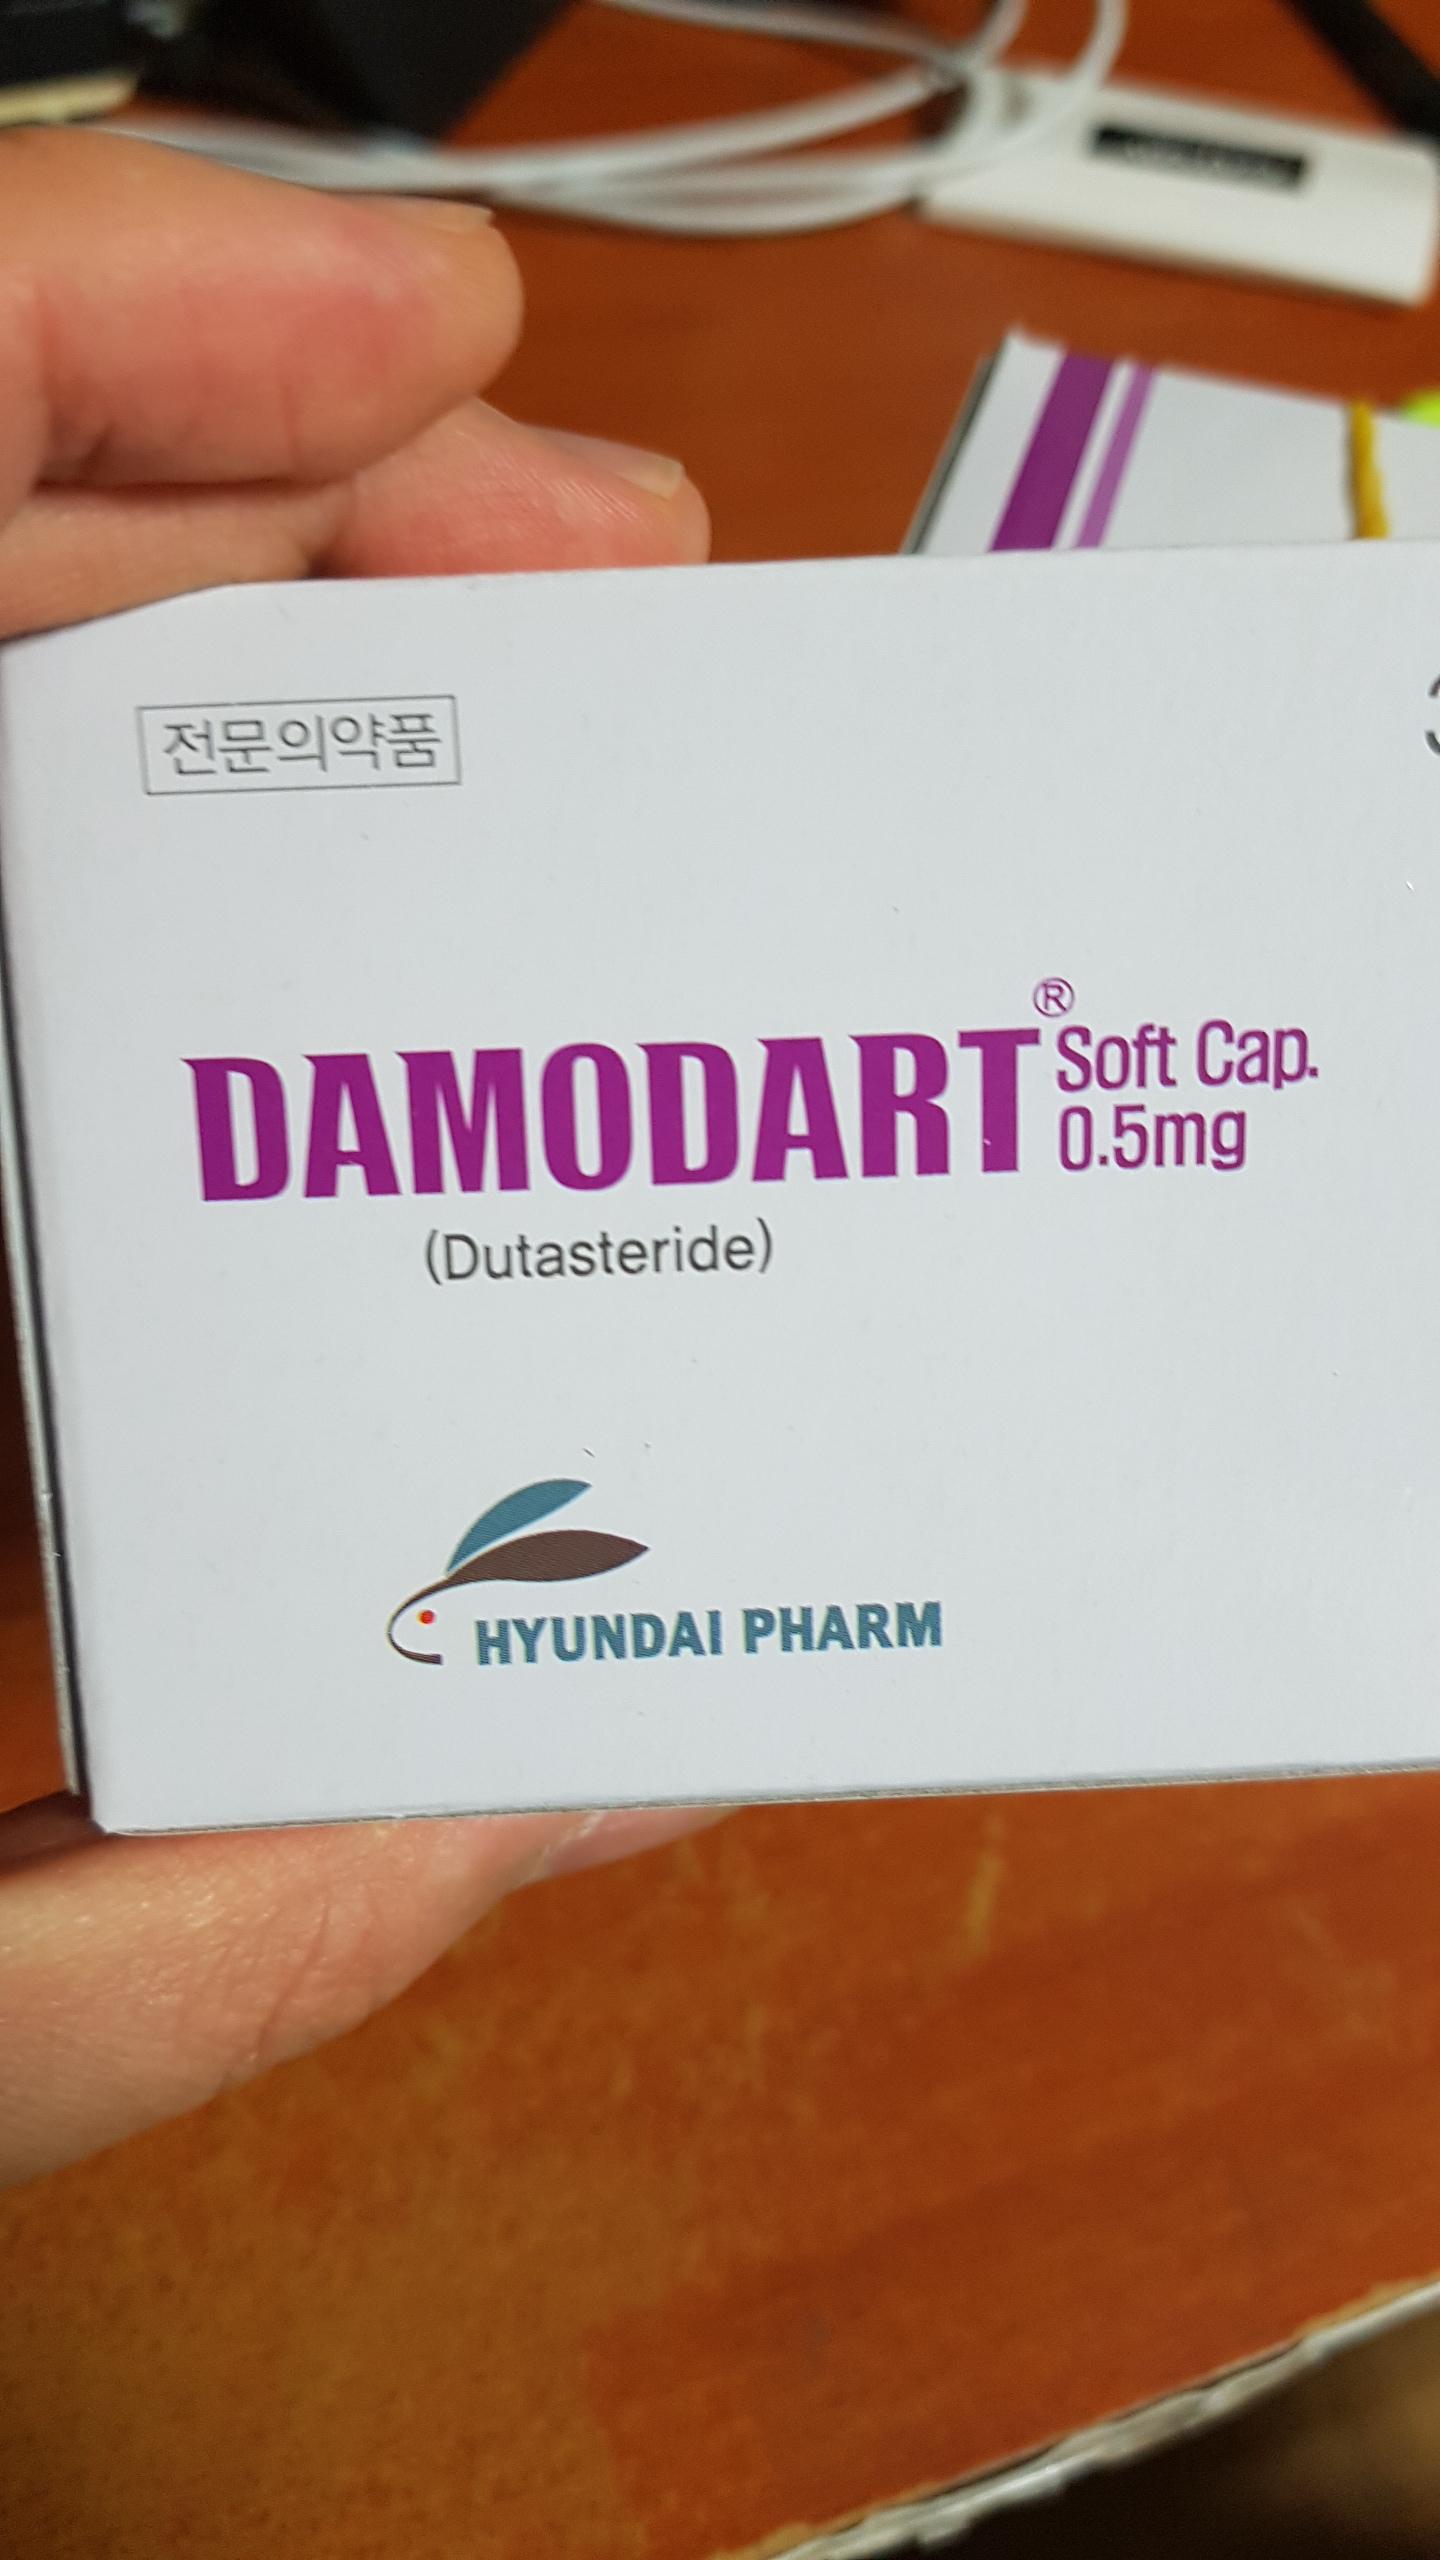 전문의약품
DAMODART® Soft Cap.
0.5mg
(Dutasteride)
HYUNDAI PHARM